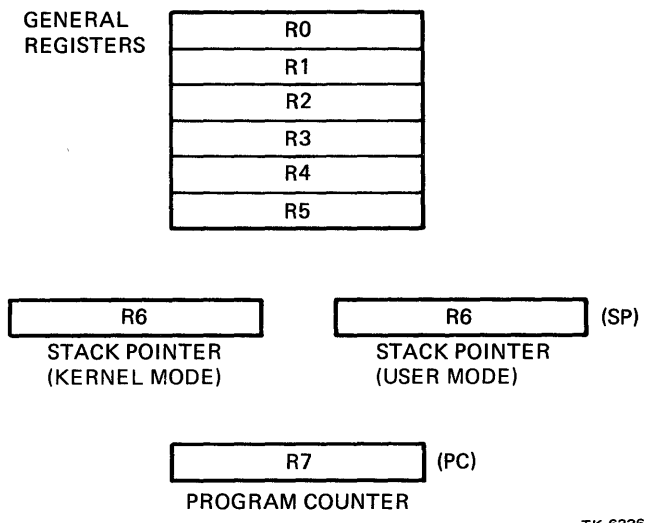 GENERAL
REGISTERS
R0
R1
R2
R3
R4
R5
R6
R6
(SP)
STACK POINTER
(KERNEL MODE)
STACK POINTER
(USER MODE)
R7
(PC)
PROGRAM COUNTER